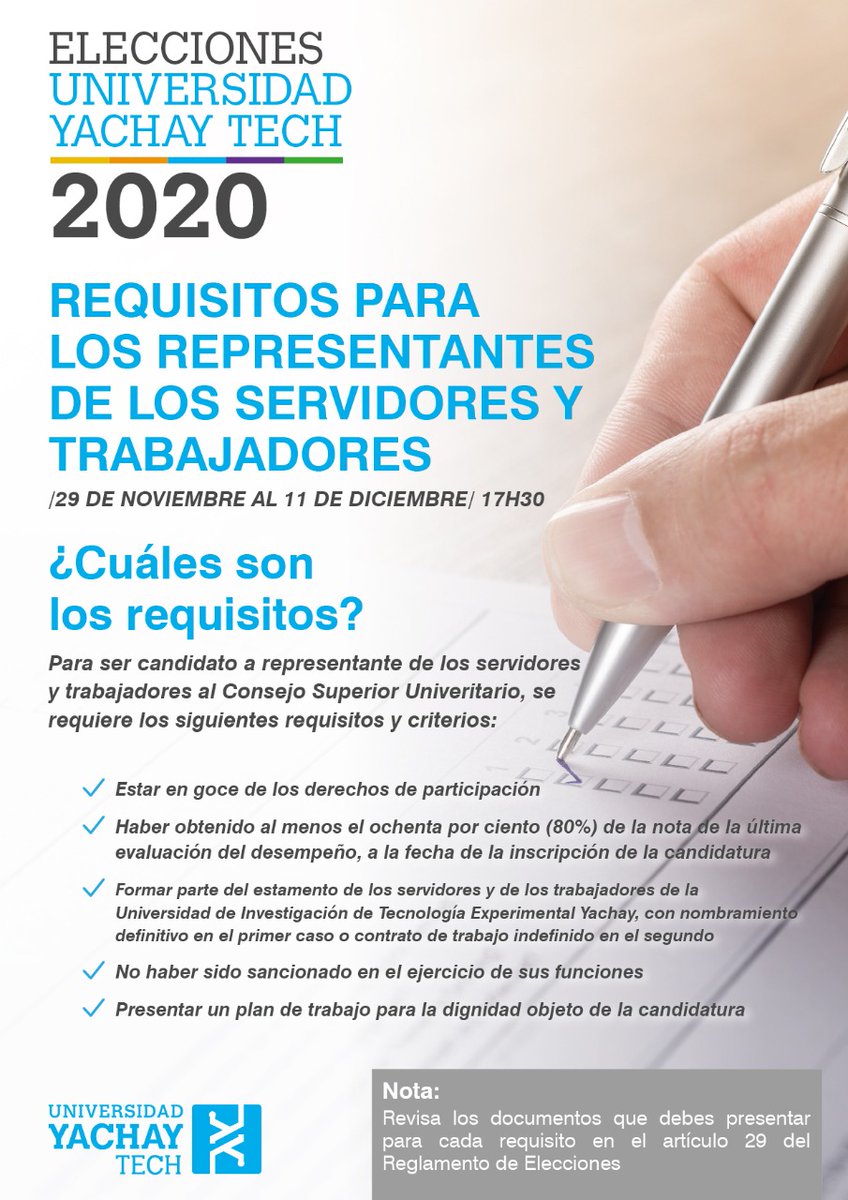 ELECCIONES
UNIVERSIDAD
YACHAY TECH
2020
REQUISITOS PARA
LOS REPRESENTANTES
DE LOS SERVIDORES Y
TRABAJADORES
/29 DE NOVIEMBRE AL 11 DE DICIEMBRE/ 17H30
¿Cuáles son
los requisitos?
Para ser candidato a representante de los servidores
y trabajadores al Consejo Superior Univeritario, se
requiere los siguientes requisitos y criterios:
Estar en goce de los derechos de participación
Haber obtenido al menos el ochenta por ciento (80%) de la nota de la última
evaluación del desempeño, a la fecha de la inscripción de la candidatura
Formar parte del estamento de los servidores y de los trabajadores de la
Universidad de Investigación de Tecnología Experimental Yachay, con nombramiento
definitivo en el primer caso o contrato de trabajo indefinido en el segundo
No haber sido sancionado en el ejercicio de sus funciones
Presentar un plan de trabajo para la dignidad objeto de la candidatura
UNIVERSIDAD
YACHAY
TECH
Nota:
Revisa los documentos que debes presentar
para cada requisito en el artículo 29 del
Reglamento de Elecciones